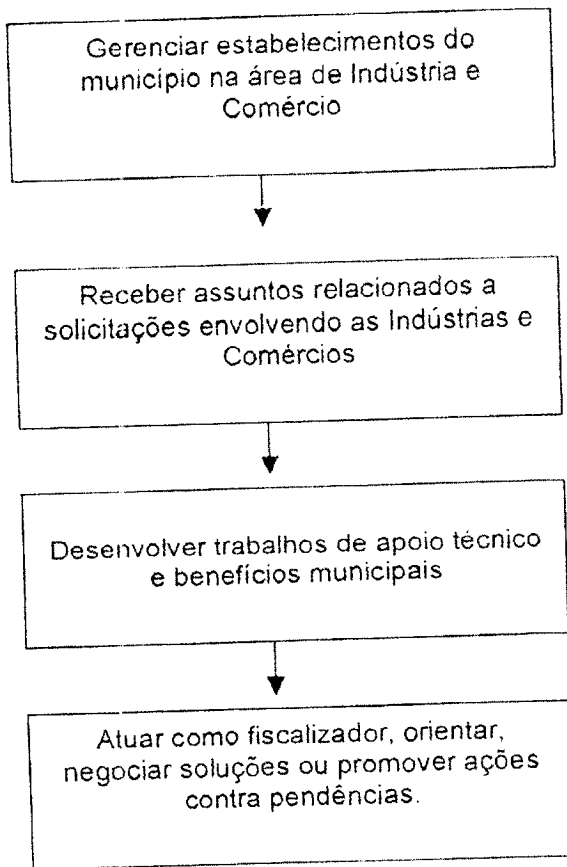 Gerenciar estabelecimentos do
município na área de Indústria e
Comércio
Receber assuntos relacionados a
solicitações envolvendo as Indústrias e
Comércios
Desenvolver trabalhos de apoio técnico
e benefícios municipais
Atuar como fiscalizador, orientar,
negociar soluções ou promover ações
contra pendências.